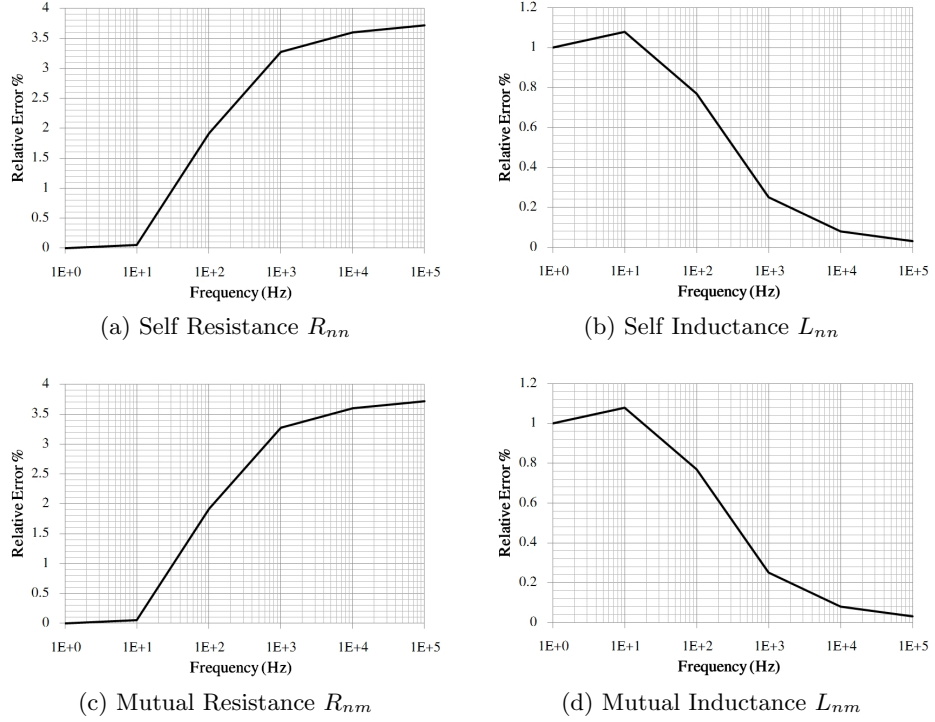 4
3.5
3
2.5
2
1.5
1
0.5
0
Relative Error %
1E+0 1E+1 1E+2 1E+3 1E+4 1E+5
Frequency (Hz)
(a) Self Resistance Rnn
1.2
1
0.8
0.6
0.4
0.2
0
Relative Error %
1E+0 1E+1 1E+2 1E+3 1E+4 1E+5
Frequency (Hz)
(b) Self Inductance Lnn
4
3.5
3
2.5
2
1.5
1
0.5
0
Relative Error %
1E+0 1E+1 1E+2 1E+3 1E+4 1E+5
Frequency (Hz)
(c) Mutual Resistance Rnm
1.2
1
0.8
0.6
0.4
0.2
0
Relative Error %
1E+0 1E+1 1E+2 1E+3 1E+4 1E+5
Frequency (Hz)
(d) Mutual Inductance Lnm